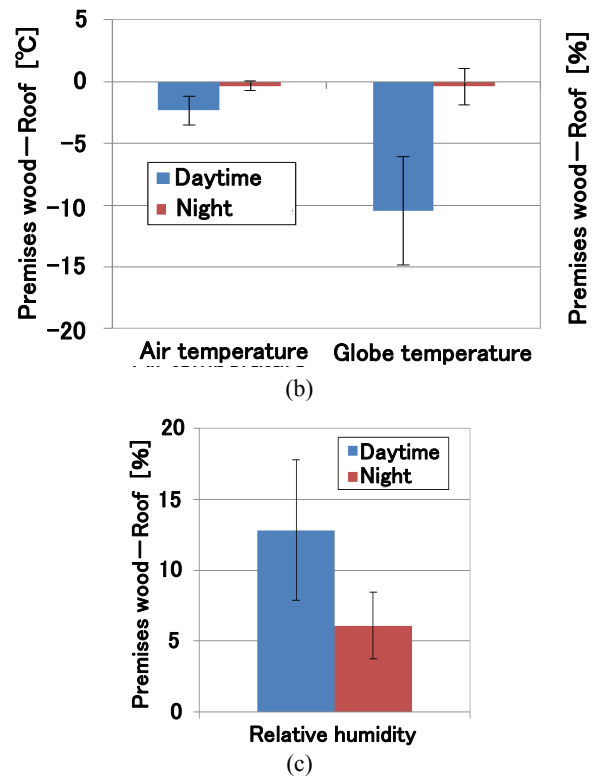 Premises wood－Roof [℃]
Premises wood－Roof [%]
5
0
−5
−10
−15
−20
Daytime
Night
Air temperature Globe temperature
(b)
Premises wood－Roof [%]
20
15
10
5
0
Daytime
Night
Relative humidity
(c)